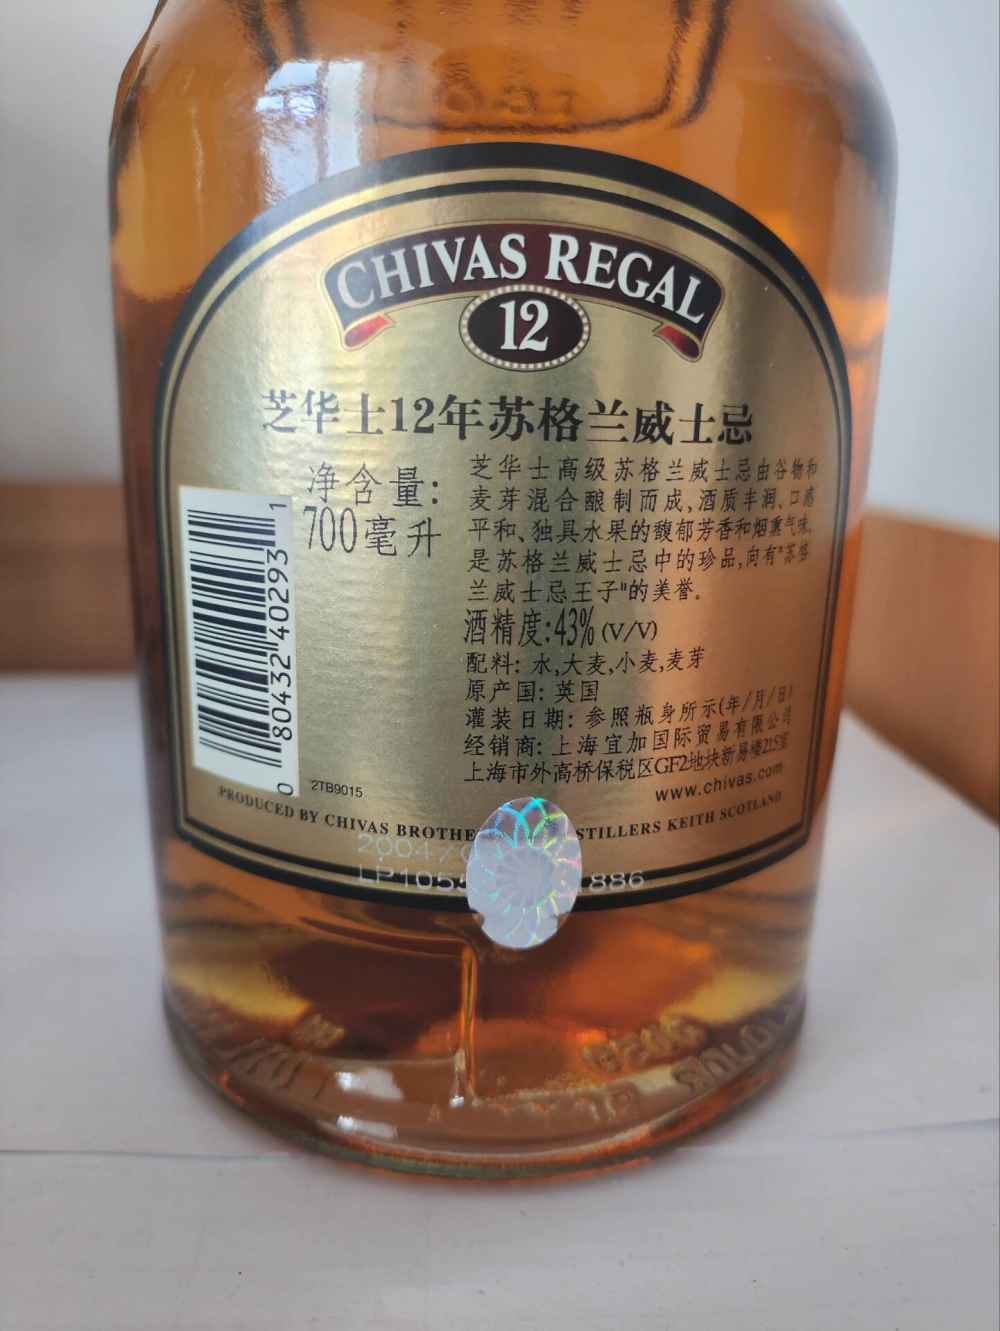 CHIVAS REGAL
12
芝华士12年苏格兰威士忌
净含量:
700毫升
芝华士高级苏格兰威士忌由谷物和
麦芽混合酿制而成,酒质丰润、口感
平和、独具水果的馥郁芳香和烟熏气味,
是苏格兰威士忌中的珍品,向有"苏格
兰威士忌王子"的美誉。
酒精度:43% (V/V)
配料: 水,大麦,小麦,麦芽
原产国: 英国
灌装日期: 参照瓶身所示(年/月/日)
经销商: 上海宜加国际贸易有限公司
上海市外高桥保税区GF2地块新易楼215室
www.chivas.com
0 80432 40293 1
2TB9015
PRODUCED BY CHIVAS BROTHE STILLERS KEITH SCOTLAND
2004/0
LP105 886